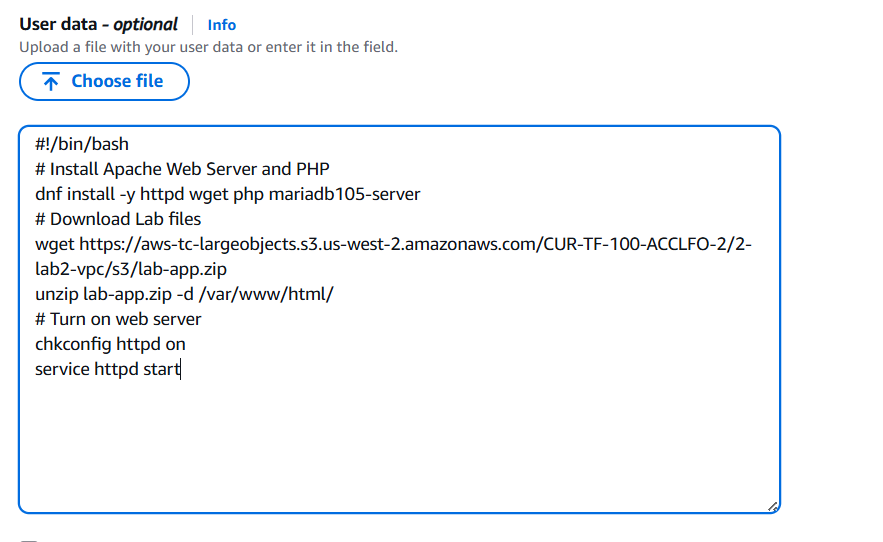 User data - optional | Info
Upload a file with your user data or enter it in the field.
Choose file
#!/bin/bash
# Install Apache Web Server and PHP
dnf install -y httpd wget php mariadb105-server
# Download Lab files
wget https://aws-tc-largeobjects.s3.us-west-2.amazonaws.com/CUR-TF-100-ACCLFO-2/2-
lab2-vpc/s3/lab-app.zip
unzip lab-app.zip -d /var/www/html/
# Turn on web server
chkconfig httpd on
service httpd start